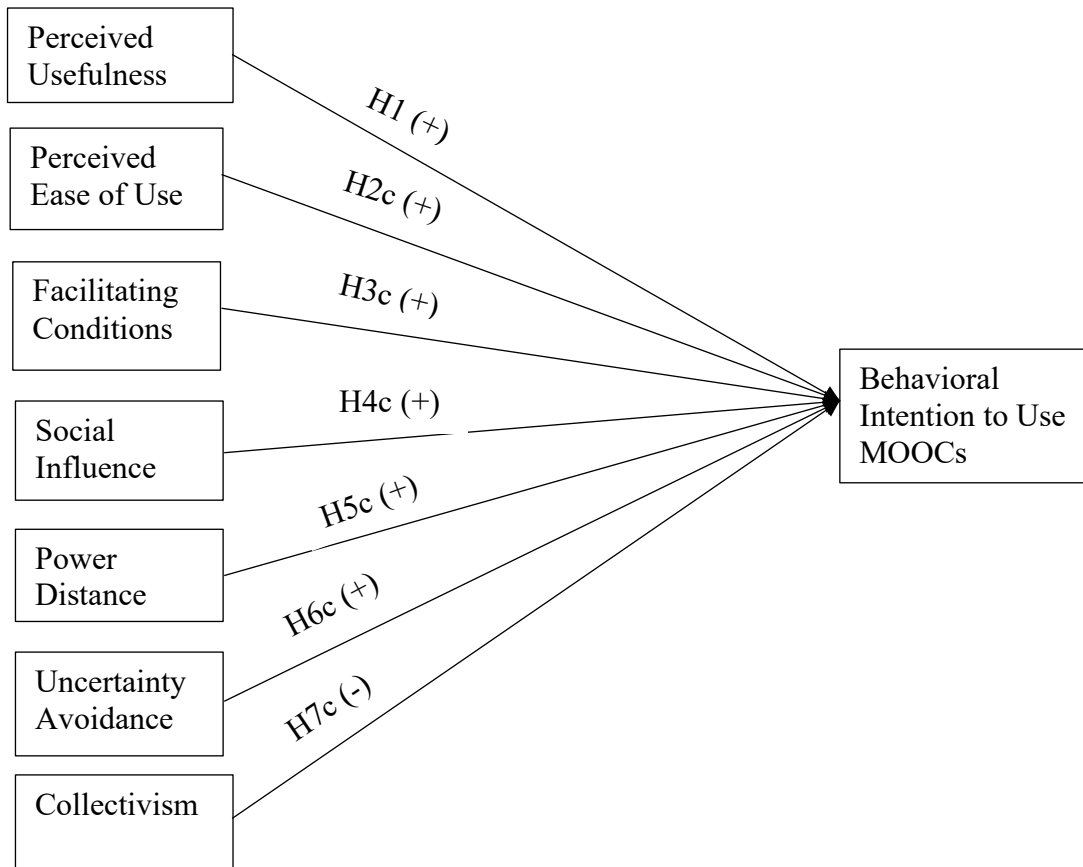 Perceived
Usefulness
H1 (+)
Perceived
Ease of Use
H2c (+)
Facilitating
Conditions
H3c (+)
Social
Influence
H4c (+)
Power
Distance
H5c (+)
Uncertainty
Avoidance
H6c (+)
Collectivism
H7c (-)
Behavioral
Intention to Use
MOOCs